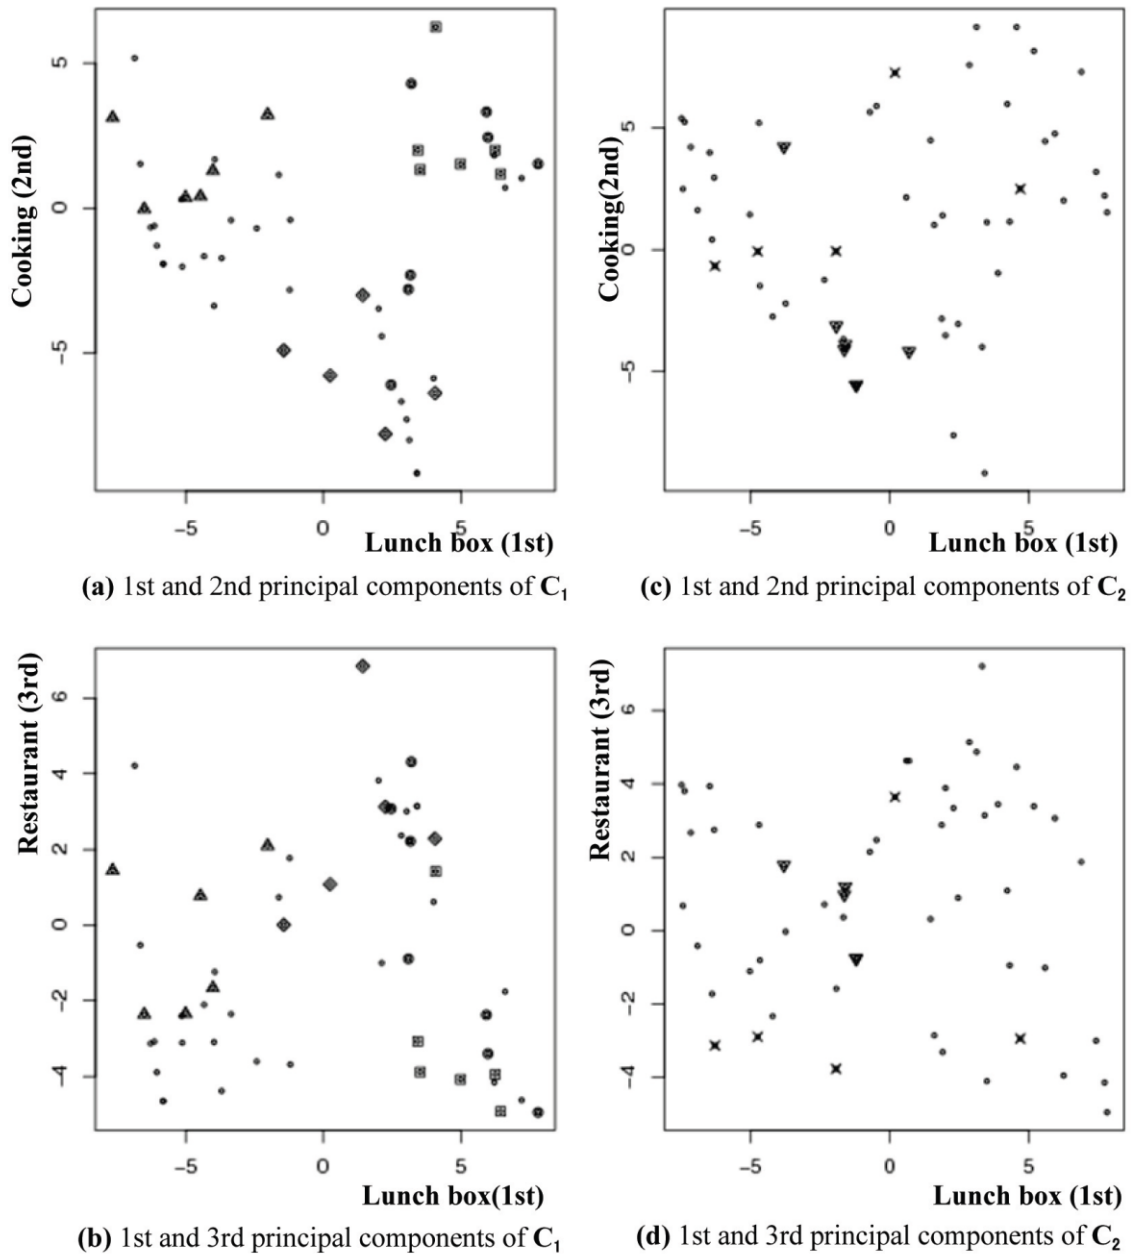 Cooking (2nd)
5
0
−5
−5
0
5
Lunch box (1st)
(a) 1st and 2nd principal components of C1
Cooking(2nd)
5
0
−5
−5
0
5
Lunch box (1st)
(c) 1st and 2nd principal components of C2
Restaurant (3rd)
6
4
2
0
−2
−4
−5
0
5
Lunch box(1st)
(b) 1st and 3rd principal components of C1
Restaurant (3rd)
6
4
2
0
−2
−4
−5
0
5
Lunch box (1st)
(d) 1st and 3rd principal components of C2